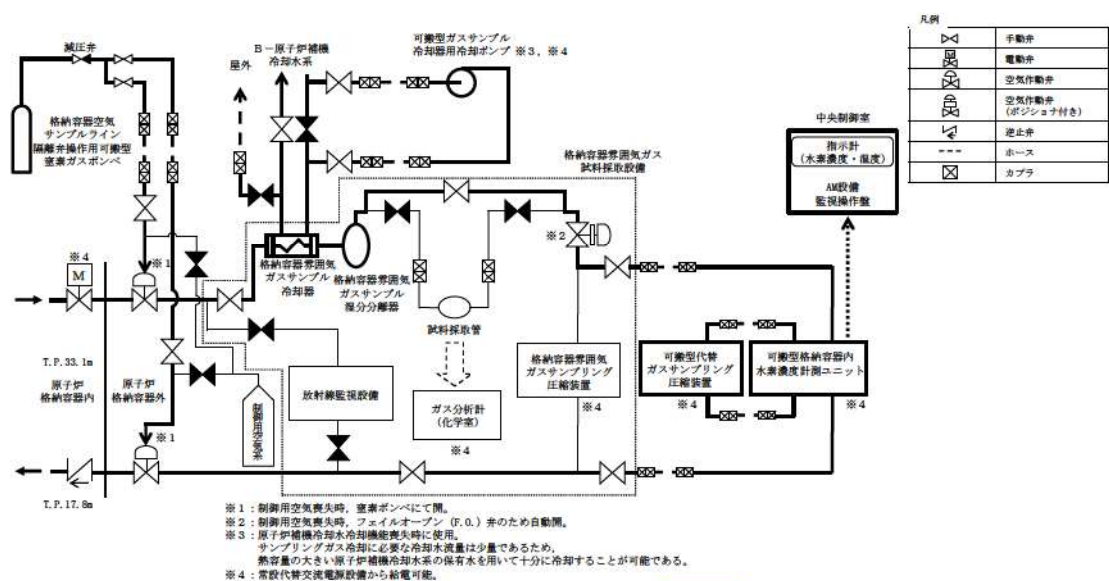 減圧弁
格納容器空気
サンプルライン
隔離弁操作用可搬型
窒素ガスボンベ
屋外
B-原子炉補機
冷却水系
可搬型ガスサンプル
冷却器用冷却ポンプ ※3, ※4
格納容器雰囲気ガス
試料採取設備
中央制御室
指示計
(水素濃度・温度)
AM設備
監視操作盤
凡例
手動弁
M
電動弁
空気作動弁
空気作動弁
(ポジショナ付き)
逆止弁
ホース
カプラ
※4
M
※1
※2
格納容器雰囲気
ガスサンプル
冷却器
格納容器雰囲気
ガスサンプル
湿分分離器
試料採取管
T.P.33.1m
原子炉
格納容器内
原子炉
格納容器外
※1
制御用空気系
放射線監視設備
ガス分析計
(化学室)
※4
格納容器雰囲気
ガスサンプリング
圧縮装置
※4
可搬型代替
ガスサンプリング
圧縮装置
※4
可搬型格納容器内
水素濃度計測ユニット
※4
T.P.17.8m
※1：制御用空気喪失時，窒素ボンベにて開。
※2：制御用空気喪失時，フェイルオープン（F.O.）弁のため自動開。
※3：原子炉補機冷却水冷却機能喪失時に使用。
サンプリングガス冷却に必要な冷却水流量は少量であるため，
熱容量の大きい原子炉補機冷却水系の保有水を用いて十分に冷却することが可能である。
※4：常設代替交流電源設備から給電可能。